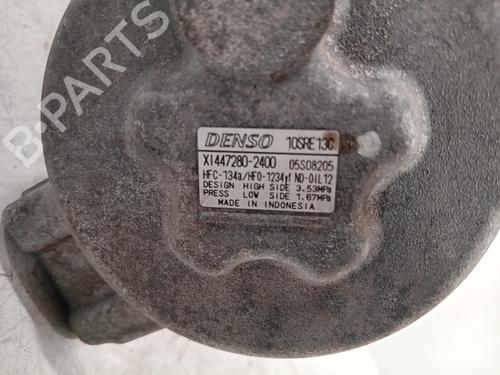 DENSO 10SRE13C
X1447280-2400 05S08205
HFC-134a/HFO-1234yf ND-OIL12
DESIGN HIGH SIDE 3.53MPa
PRESS LOW SIDE 1.67MPa
MADE IN INDONESIA
B-PARTS